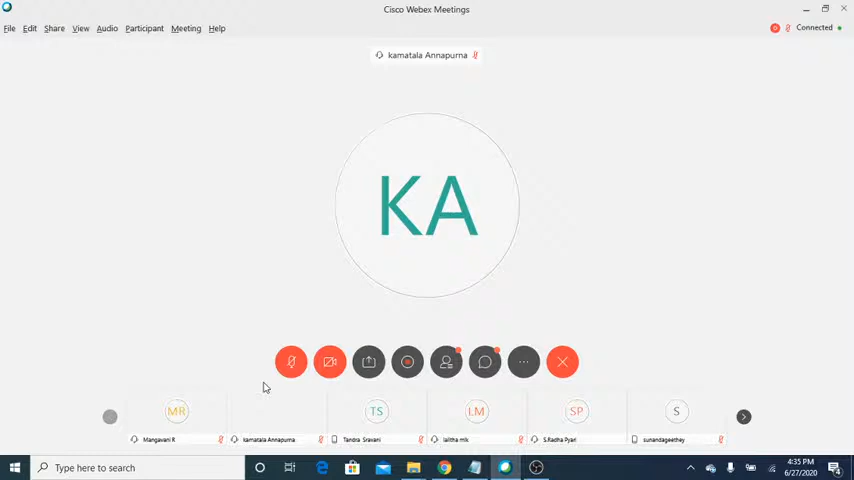 Cisco Webex Meetings
File Edit Share View Audio Participant Meeting Help
Connected
kamatala Annapurna
KA
MR TS LM SP S
Mangavani R kamatala Annapurna Tandra Sravani lalitha mlk S.Radha Pyari sunandageethey
Type here to search
4:35 PM
6/27/2020
4